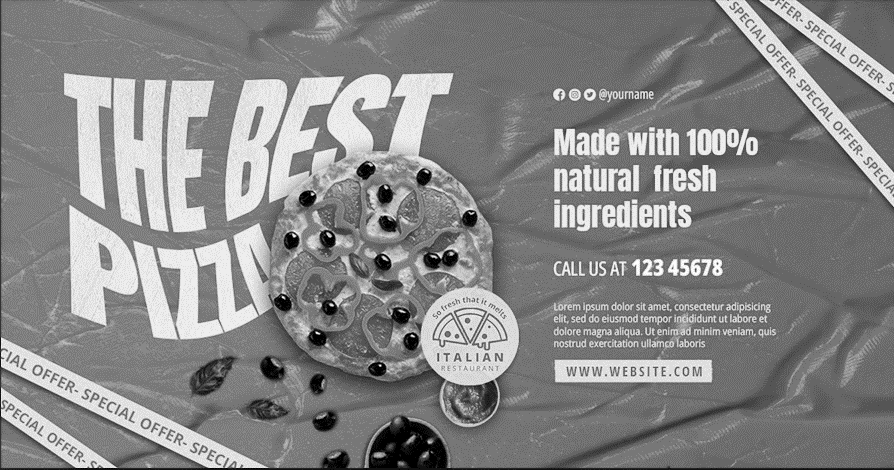 THE BEST
PIZZA
@yourname
Made with 100%
natural fresh
ingredients
CALL US AT 123 45678
Lorem ipsum dolor sit amet, consectetur adipisicing
elit, sed do eiusmod tempor incididunt ut labore et
dolore magna aliqua. Ut enim ad minim veniam, quis
nostrud exercitation ullamco laboris
WWW.WEBSITE.COM
So fresh that it melts
ITALIAN
RESTAURANT
SPECIAL OFFER- SPECIAL OFFER- SPECIAL
OFFER- SPECIAL OFFER-
CIAL OFFER- SPECIAL OFFER- SPECIAL OFFER
SPECIAL OFFER- SPECIAL